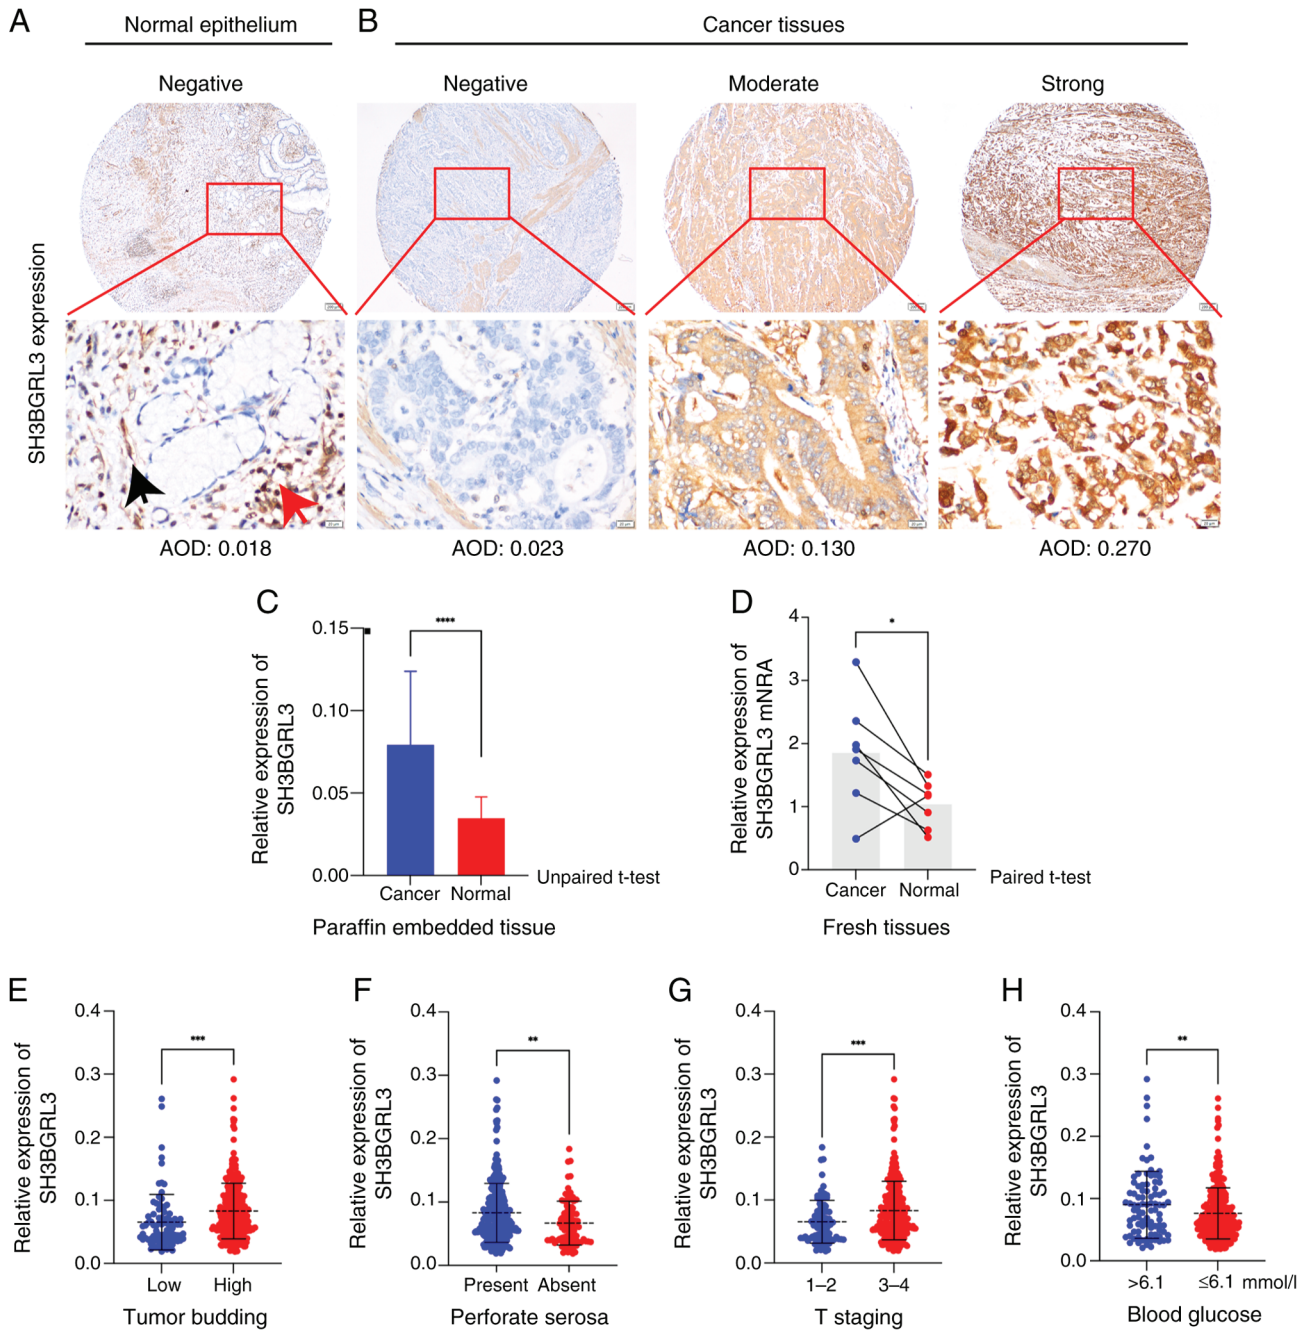 A
Normal epithelium
B
Cancer tissues
Negative
Negative
Moderate
Strong
SH3BGRL3 expression
AOD: 0.018
AOD: 0.023
AOD: 0.130
AOD: 0.270
C
Relative expression of
SH3BGRL3
0.15
0.10
0.05
0.00
****
Cancer
Normal
Unpaired t-test
Paraffin embedded tissue
D
Relative expression of
SH3BGRL3 mNRA
4
3
2
1
0
*
Cancer
Normal
Paired t-test
Fresh tissues
E
Relative expression of
SH3BGRL3
0.4
0.3
0.2
0.1
0.0
***
Low
High
Tumor budding
F
Relative expression of
SH3BGRL3
0.4
0.3
0.2
0.1
0.0
**
Present
Absent
Perforate serosa
G
Relative expression of
SH3BGRL3
0.4
0.3
0.2
0.1
0.0
***
1–2
3–4
T staging
H
Relative expression of
SH3BGRL3
0.4
0.3
0.2
0.1
0.0
**
>6.1
≤6.1 mmol/l
Blood glucose